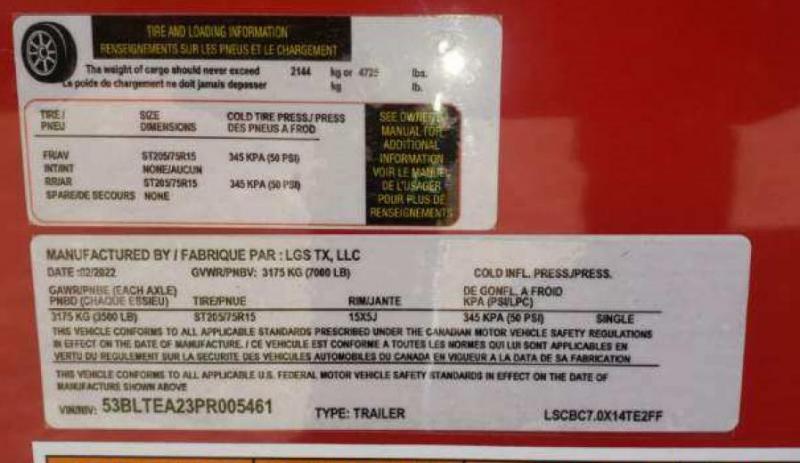 TIRE AND LOADING INFORMATION
RENSEIGNEMENTS SUR LES PNEUS ET LE CHARGEMENT
The weight of cargo should never exceed 2144 kg or 4725 lbs.
Le poids de chargement ne doit jamais depasser kg lb.
TIRE / SIZE COLD TIRE PRESS./ PRESS
PNEU DIMENSIONS DES PNEUS A FROD
FR/AV ST205/75R15 345 KPA (50 PSI)
INT/INT NONE/AUCUN
RR/AR ST205/75R15 345 KPA (50 PSI)
SPARE/DE SECOURS NONE
SEE OWNER'S
MANUAL FOR
ADDITIONAL
INFORMATION
VOIR LE MANUEL
DE L'USAGER
POUR PLUS DE
RENSEIGNEMENTS
MANUFACTURED BY / FABRIQUE PAR : LGS TX, LLC
DATE :02/2022 GVWR/PNBV: 3175 KG (7000 LB) COLD INFL. PRESS./PRESS.
GAWR/PNBE (EACH AXLE) DE GONFL. A FROID
PNBD (CHAQUE ESSIEU) TIRE/PNUE RIM/JANTE KPA (PSI/LPC)
3175 KG (3500 LB) ST205/75R15 15X5J 345 KPA (50 PSI) SINGLE
THIS VEHICLE CONFORMS TO ALL APPLICABLE STANDARDS PRESCRIBED UNDER THE CANADIAN MOTOR VEHICLE SAFETY REGULATIONS
IN EFFECT ON THE DATE OF MANUFACTURE. / CE VEHICULE EST CONFORME A TOUTES LES NORMES QUI LUI SONT APPLICABLES EN
VERTU DU REGULEMENT SUR LA SECURITE DES VEHICULES AUTOMOBILES DU CANADA EN VIGUEUR A LA DATA DE SA FABRICATION
THIS VEHICLE CONFORMS TO ALL APPLICABLE U.S. FEDERAL MOTOR VEHICLE SAFETY STANDARDS IN EFFECT ON THE DATE OF
MANUFACTURE SHOWN ABOVE
VIN/NIV: 53BLTEA23PR005461 TYPE: TRAILER LSCBC7.0X14TE2FF